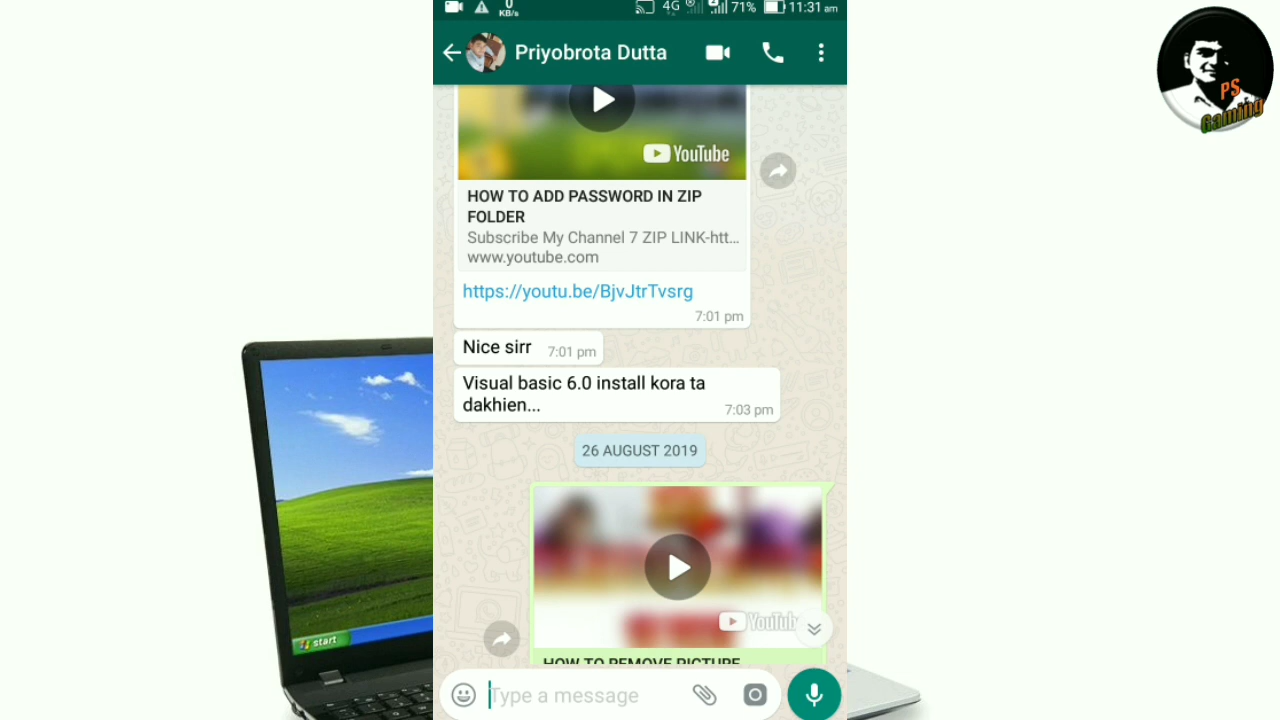 0
KB/s
4G
71%
11:31 am
Priyobrota Dutta
PS
Gaming
YouTube
HOW TO ADD PASSWORD IN ZIP
FOLDER
Subscribe My Channel 7 ZIP LINK-htt...
www.youtube.com
https://youtu.be/BjvJtrTvsrg
7:01 pm
Nice sirr
7:01 pm
Visual basic 6.0 install kora ta
dakhien...
7:03 pm
26 AUGUST 2019
YouTub
HOW TO REMOVE PICTURE
start
Type a message